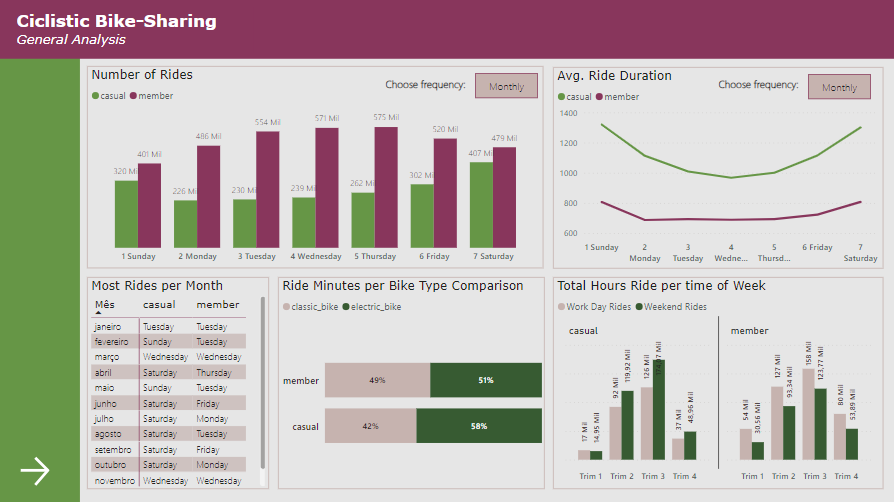 Ciclistic Bike-Sharing
General Analysis
Number of Rides
Choose frequency: Monthly
casual member
320 Mil 401 Mil 226 Mil 486 Mil 230 Mil 554 Mil 239 Mil 571 Mil 262 Mil 575 Mil 302 Mil 520 Mil 407 Mil 479 Mil
1 Sunday 2 Monday 3 Tuesday 4 Wednesday 5 Thursday 6 Friday 7 Saturday
Avg. Ride Duration
Choose frequency: Monthly
casual member
1400
1200
1000
800
600
1 Sunday 2 Monday 3 Tuesday 4 Wedne... 5 Thursd... 6 Friday 7 Saturday
Most Rides per Month
Mês casual member
janeiro Tuesday Tuesday
fevereiro Sunday Tuesday
março Wednesday Wednesday
abril Saturday Thursday
maio Sunday Tuesday
junho Saturday Friday
julho Saturday Monday
agosto Saturday Tuesday
setembro Saturday Friday
outubro Saturday Monday
novembro Wednesday Wednesday
Ride Minutes per Bike Type Comparison
classic_bike electric_bike
member 49% 51%
casual 42% 58%
Total Hours Ride per time of Week
Work Day Rides Weekend Rides
casual
17 Mil 14,95 Mil 92 Mil 119,92 Mil 126 Mil 37 Mil 48,96 Mil
Trim 1 Trim 2 Trim 3 Trim 4
member
54 Mil 30,56 Mil 127 Mil 93,34 Mil 158 Mil 123,77 Mil 80 Mil 53,89 Mil
Trim 1 Trim 2 Trim 3 Trim 4